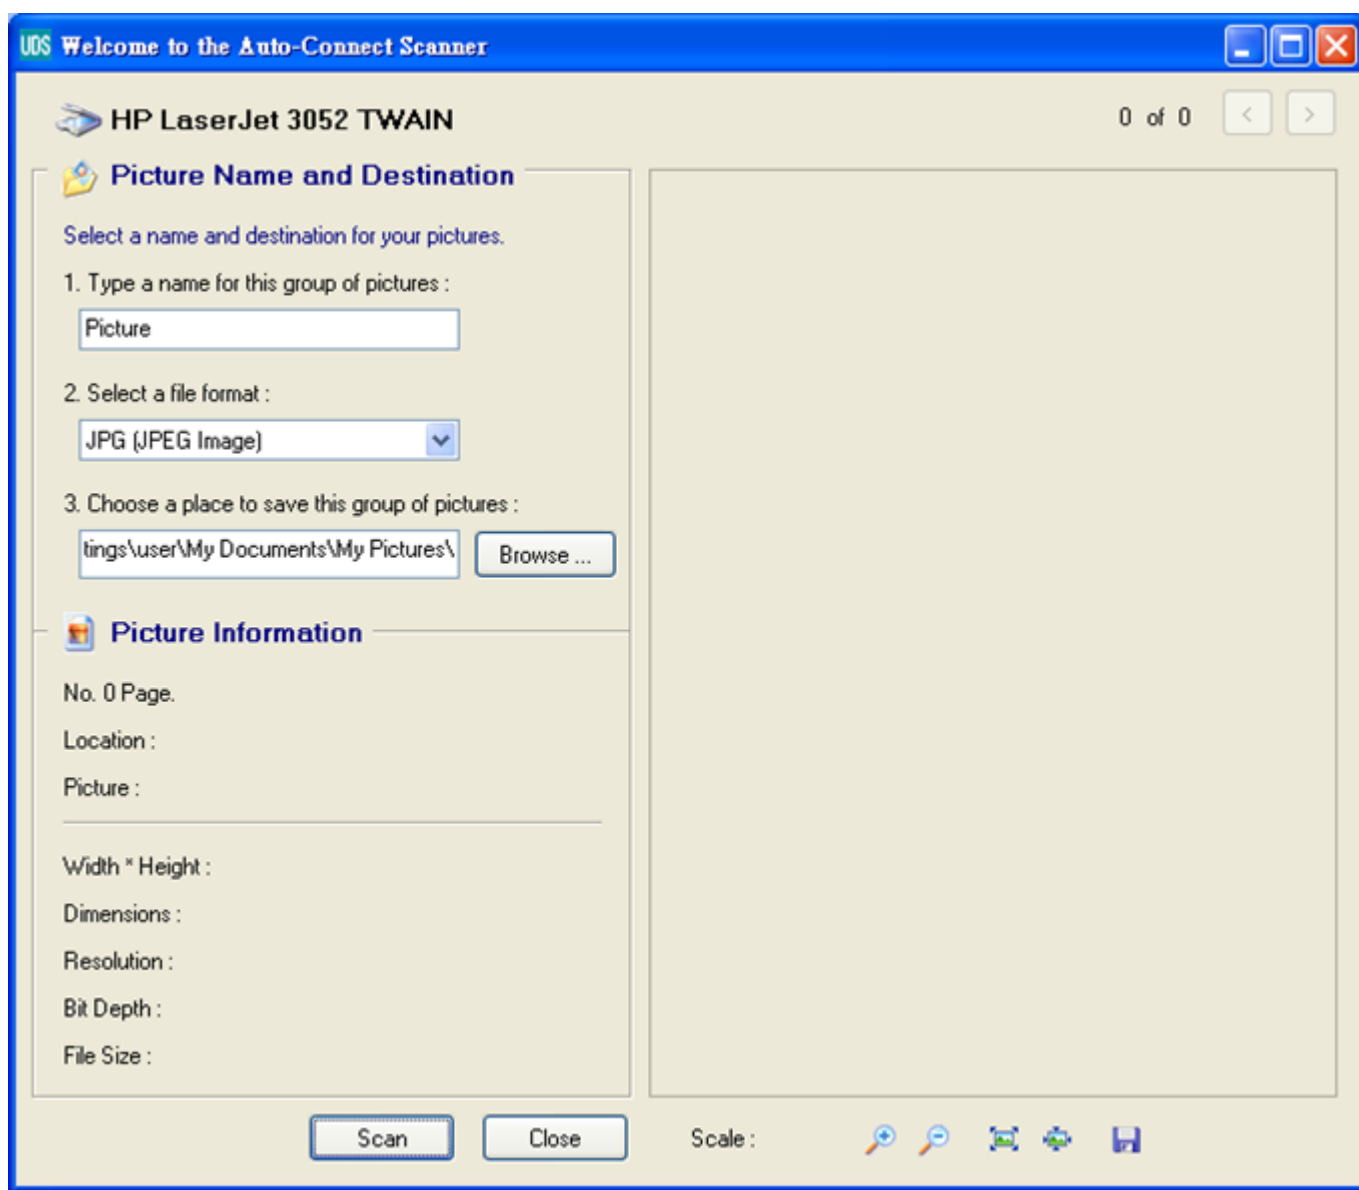 UDS Welcome to the Auto-Connect Scanner
HP LaserJet 3052 TWAIN
0 of 0 < >
Picture Name and Destination
Select a name and destination for your pictures.
1. Type a name for this group of pictures :
Picture
2. Select a file format :
JPG (JPEG Image)
3. Choose a place to save this group of pictures :
tings\user\My Documents\My Pictures\
Browse ...
Picture Information
No. 0 Page.
Location :
Picture :
Width * Height :
Dimensions :
Resolution :
Bit Depth :
File Size :
Scan Close Scale :